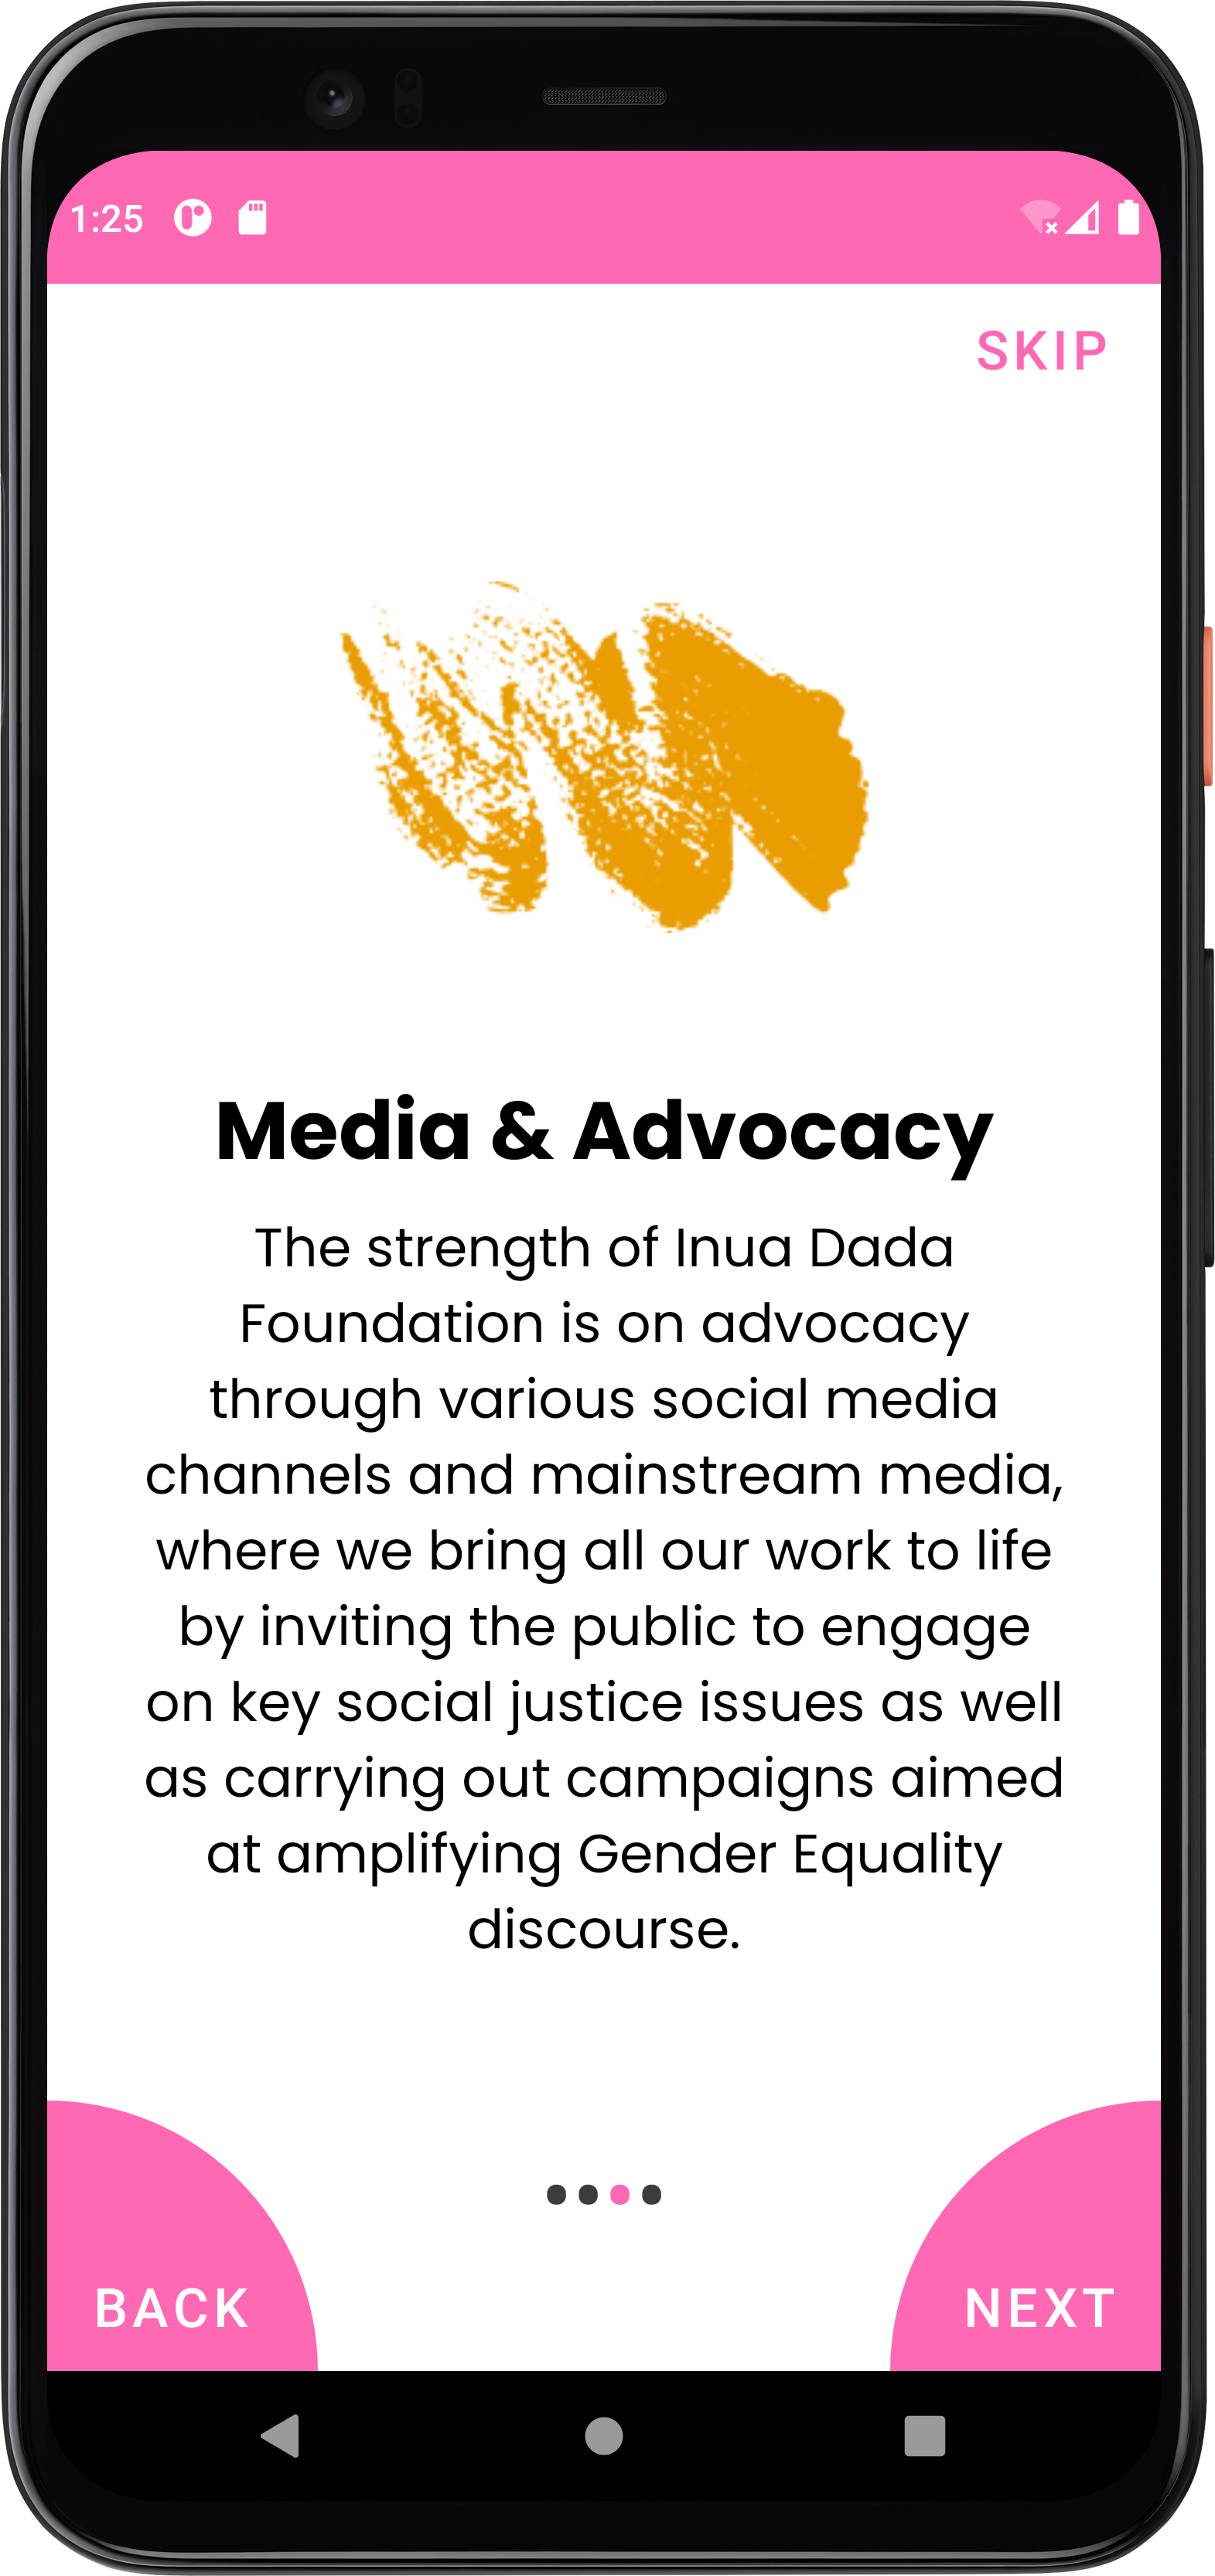 1:25
SKIP
Media & Advocacy
The strength of Inua Dada
Foundation is on advocacy
through various social media
channels and mainstream media,
where we bring all our work to life
by inviting the public to engage
on key social justice issues as well
as carrying out campaigns aimed
at amplifying Gender Equality
discourse.
BACK
NEXT